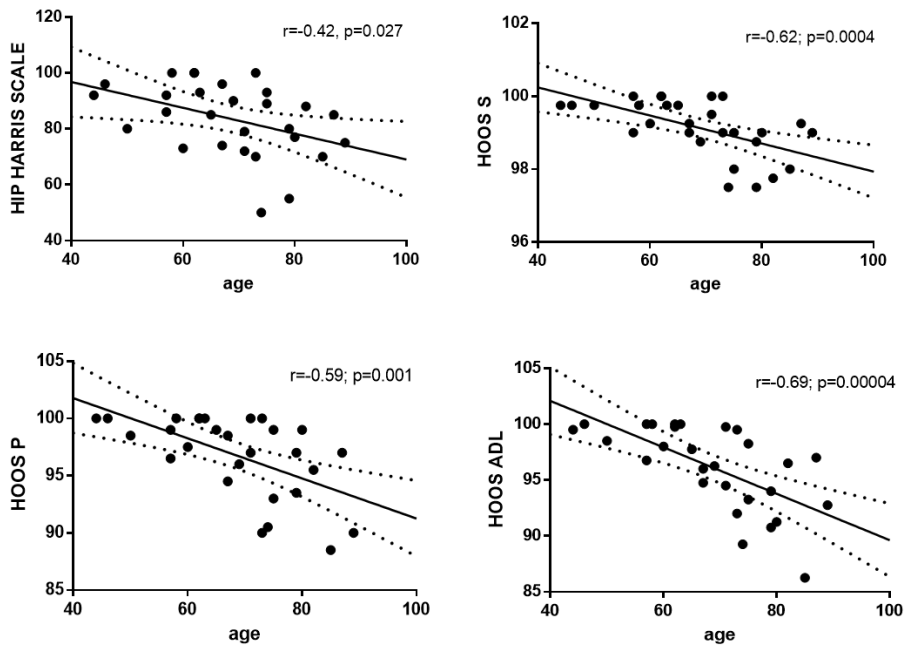 120
100
80
60
40
HIP HARRIS SCALE
r=-0.42, p=0.027
40 60 80 100
age
102
100
98
96
HOOS S
r=-0.62; p=0.0004
40 60 80 100
age
105
100
95
90
85
HOOS P
r=-0.59; p=0.001
40 60 80 100
age
105
100
95
90
85
HOOS ADL
r=-0.69; p=0.00004
40 60 80 100
age